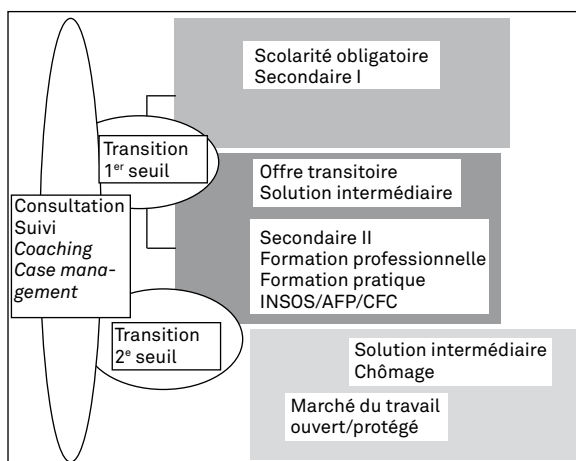 Scolarité obligatoire
Secondaire I
Transition
1er seuil
Offre transitoire
Solution intermédiaire
Consultation
Suivi
Coaching
Case mana-
gement
Secondaire II
Formation professionnelle
Formation pratique
INSOS/AFP/CFC
Transition
2e seuil
Solution intermédiaire
Chômage
Marché du travail
ouvert/protégé